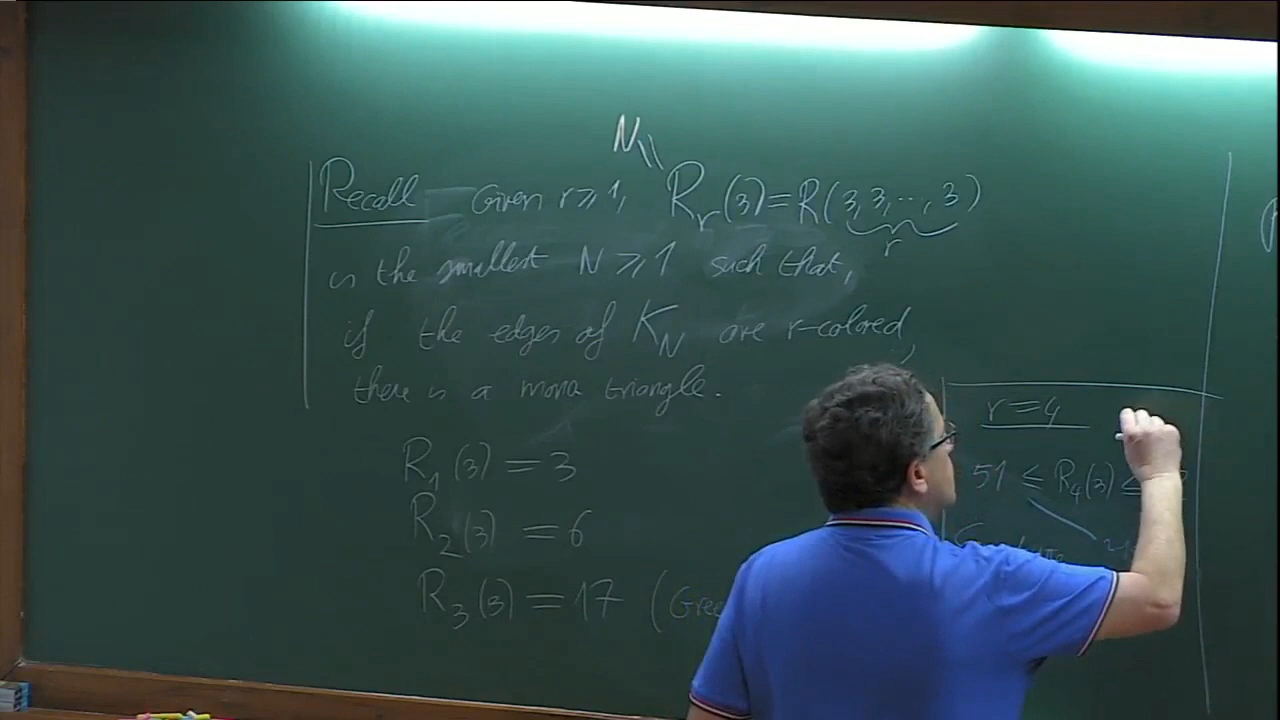 N
Recall Given r ⩾ 1, R_r(3) = R(3,3,...,3)
r
is the smallest N ⩾ 1 such that,
if the edges of K_N are r-colored,
there is a mono triangle.
R_1(3) = 3
R_2(3) = 6
R_3(3) = 17 (Gree
r = 4
51 ≤ R_4(3) ≤